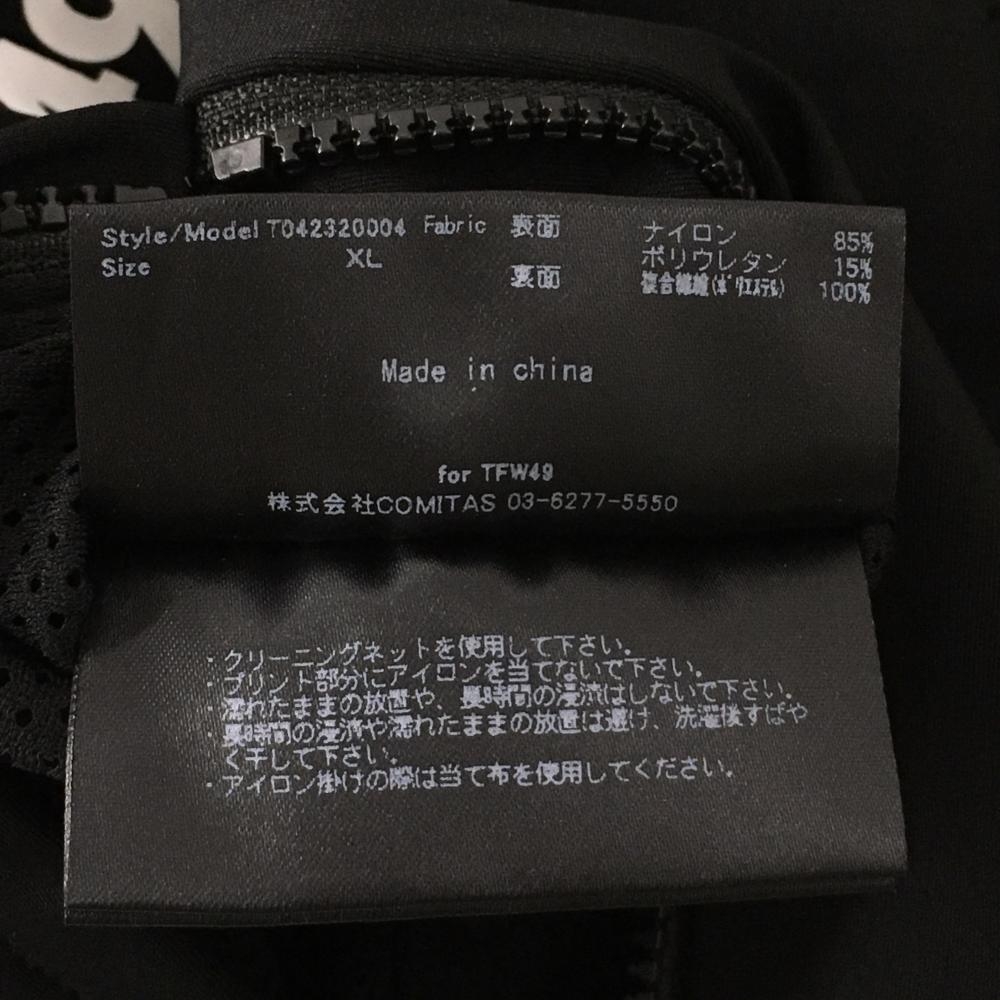 49
Style/Model T042320004 Fabric 表面 ナイロン 85%
Size XL ポリウレタン 15%
裏面 複合繊維(ポリエステル) 100%
Made in china
for TFW49
株式会社COMITAS 03-6277-5550
・クリーニングネットを使用して下さい。
・プリント部分にアイロンを当てないで下さい。
濡れたままの放置や、長時間の浸漬はしないで下さい。
・長時間の浸漬や濡れたままの放置は避け、洗濯後すばや
く干して下さい。
・アイロン掛けの際は当て布を使用してください。